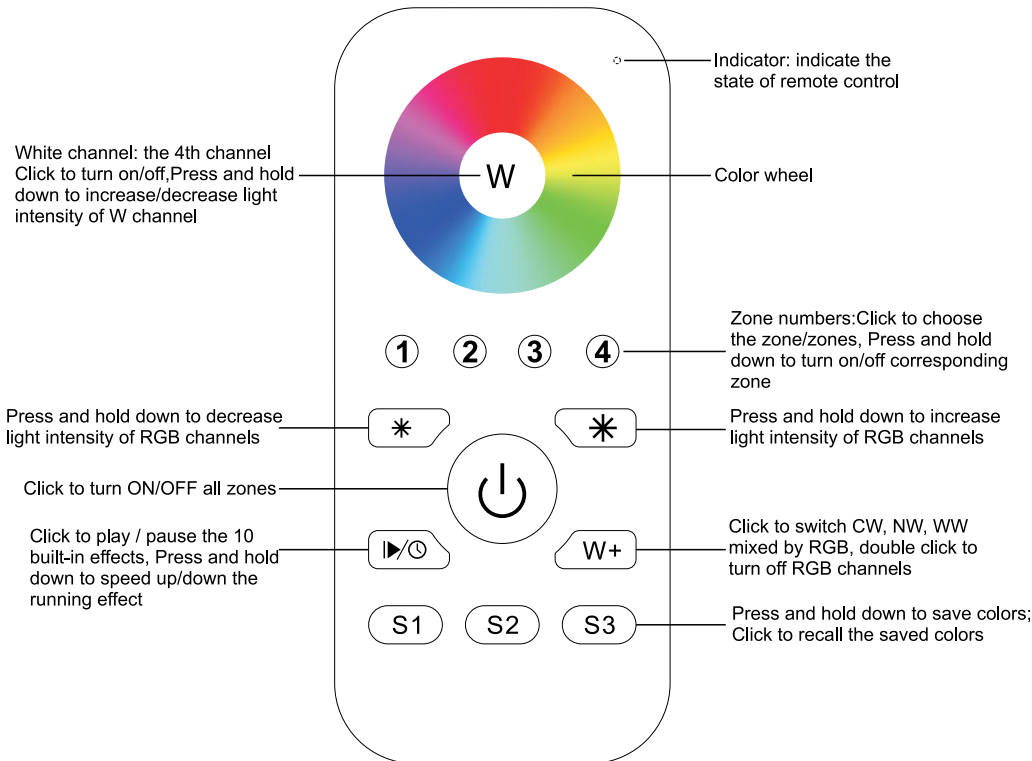 Indicator: indicate the
state of remote control
White channel: the 4th channel
Click to turn on/off,Press and hold
down to increase/decrease light
intensity of W channel
W
Color wheel
Zone numbers:Click to choose
the zone/zones, Press and hold
down to turn on/off corresponding
zone
1 2 3 4
Press and hold down to decrease
light intensity of RGB channels
Press and hold down to increase
light intensity of RGB channels
Click to turn ON/OFF all zones
Click to play / pause the 10
built-in effects, Press and hold
down to speed up/down the
running effect
W+
Click to switch CW, NW, WW
mixed by RGB, double click to
turn off RGB channels
S1 S2 S3
Press and hold down to save colors;
Click to recall the saved colors